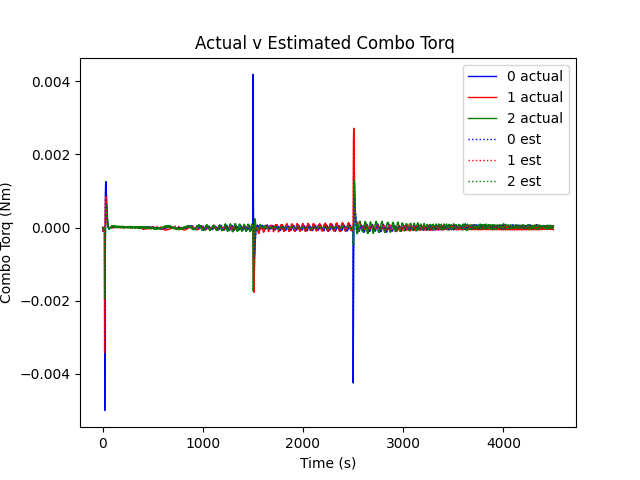 Actual v Estimated Combo Torq
Combo Torq (Nm)
0.004
0.002
0.000
−0.002
−0.004
0 actual
1 actual
2 actual
0 est
1 est
2 est
0
1000
2000
3000
4000
Time (s)